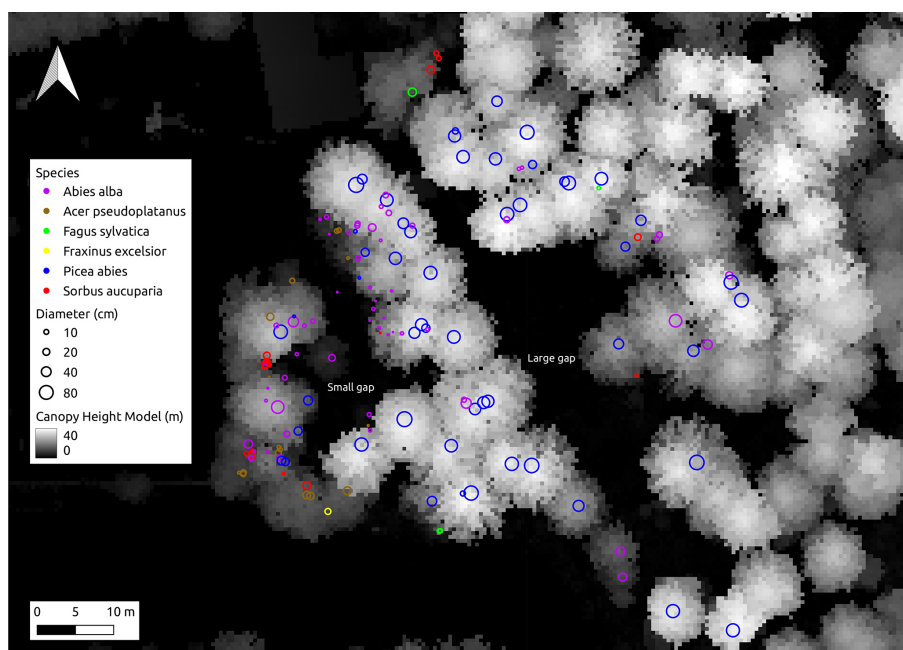 Species
Abies alba
Acer pseudoplatanus
Fagus sylvatica
Fraxinus excelsior
Picea abies
Sorbus aucuparia
Diameter (cm)
10
20
40
80
Canopy Height Model (m)
40
0
Large gap
Small gap
0 5 10 m